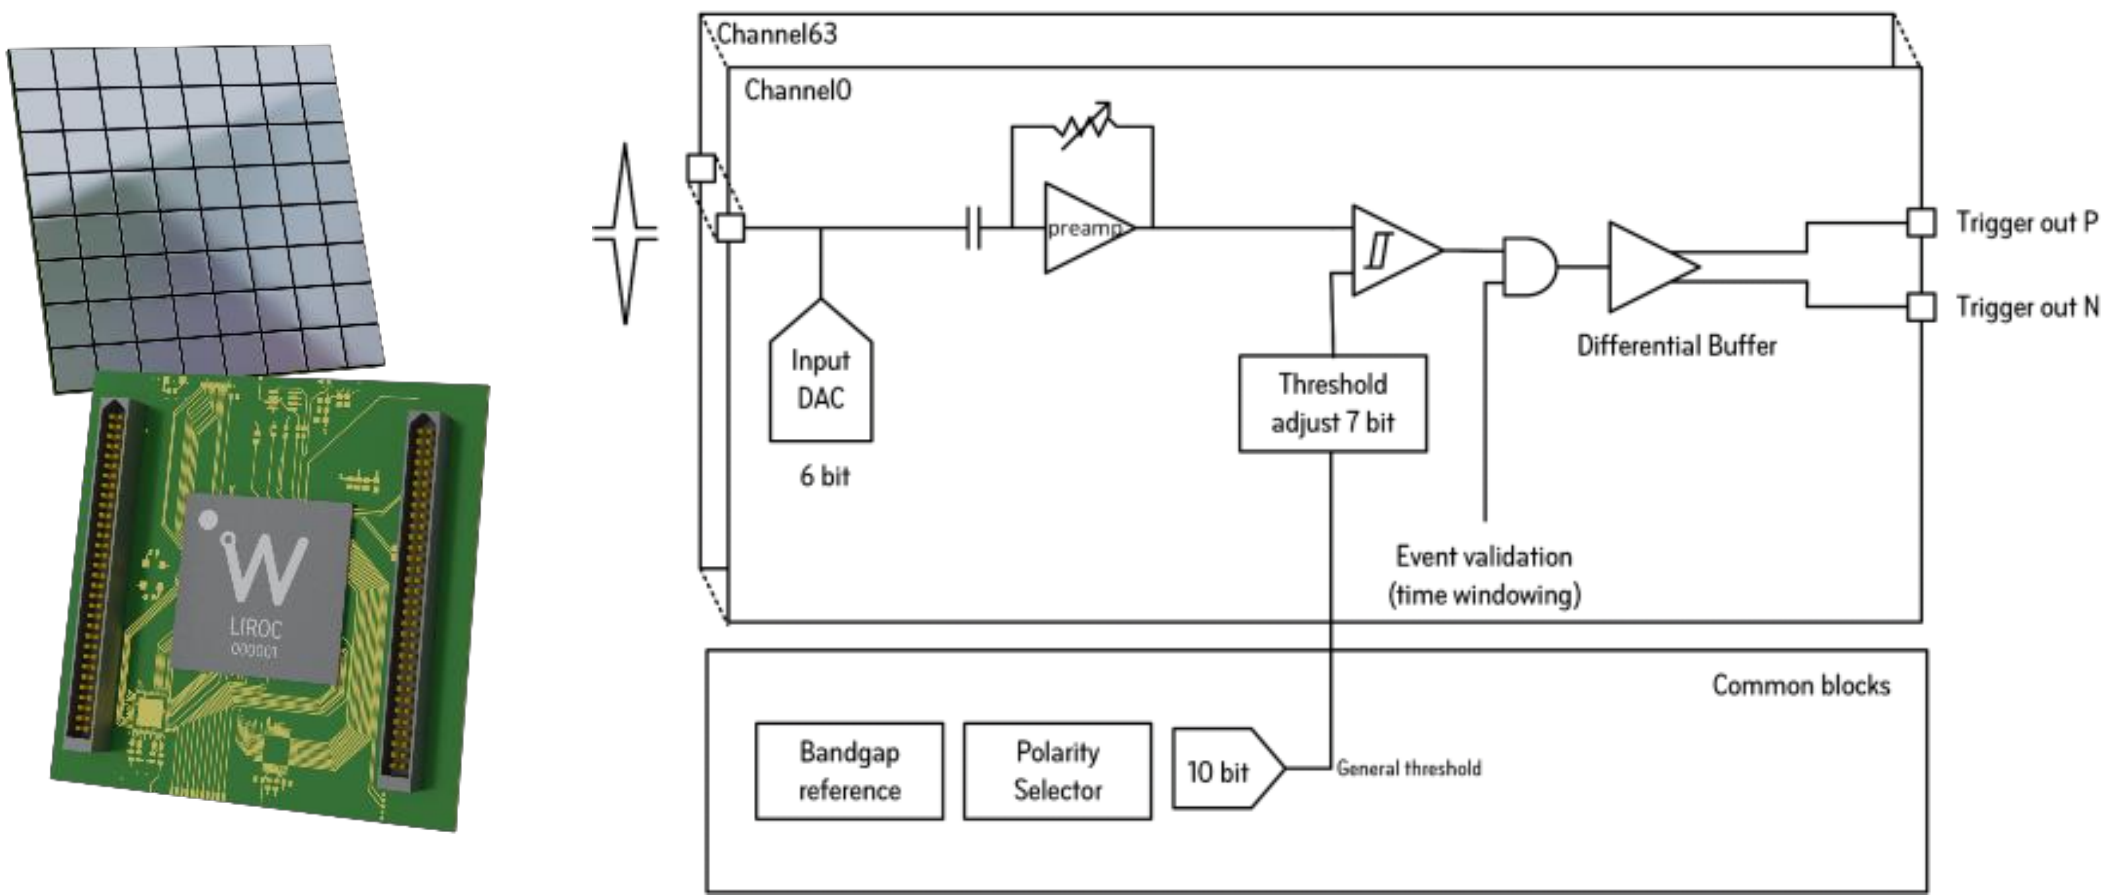 Channel63
Channel0
preamp
Trigger out P
Trigger out N
Differential Buffer
Input
DAC
6 bit
Threshold
adjust 7 bit
Event validation
(time windowing)
Common blocks
Bandgap
reference
Polarity
Selector
10 bit
General threshold
W
LIROC
000001